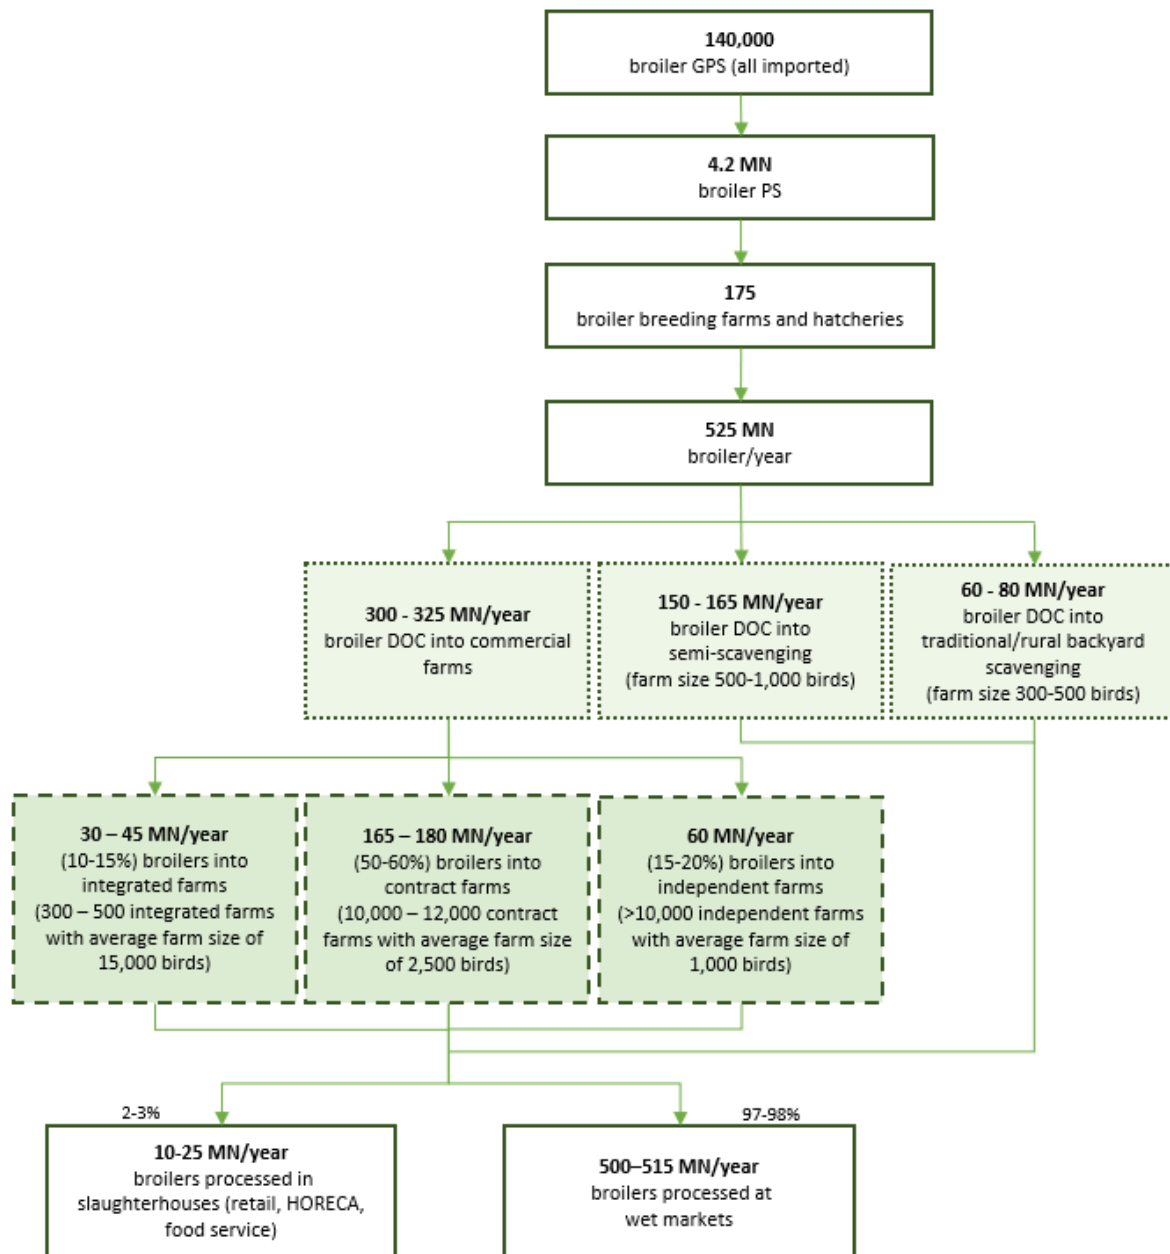 140,000
broiler GPS (all imported)
4.2 MN
broiler PS
175
broiler breeding farms and hatcheries
525 MN
broiler/year
300 - 325 MN/year
broiler DOC into commercial
farms
150 - 165 MN/year
broiler DOC into
semi-scavenging
(farm size 500-1,000 birds)
60 - 80 MN/year
broiler DOC into
traditional/rural backyard
scavenging
(farm size 300-500 birds)
30 – 45 MN/year
(10-15%) broilers into
integrated farms
(300 – 500 integrated farms
with average farm size of
15,000 birds)
165 – 180 MN/year
(50-60%) broilers into
contract farms
(10,000 – 12,000 contract
farms with average farm size
of 2,500 birds)
60 MN/year
(15-20%) broilers into
independent farms
(>10,000 independent farms
with average farm size of
1,000 birds)
2-3%
10-25 MN/year
broilers processed in
slaughterhouses (retail, HORECA,
food service)
97-98%
500–515 MN/year
broilers processed at
wet markets